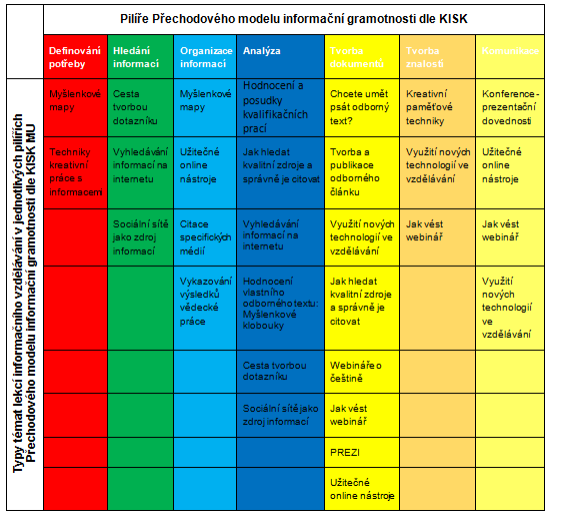 Pilíře Přechodového modelu informační gramotnosti dle KISK
Typy témat lekcí informačního vzdělávání v jednotlivých pilířích
Přechodového modelu informační gramotnosti dle KISK MU
Definování
potřeby
Hledání
informací
Organizace
informací
Analýza
Tvorba
dokumentů
Tvorba
znalostí
Komunikace
Myšlenkové
mapy
Cesta
tvorbou
dotazníku
Myšlenkové
mapy
Hodnocení a
posudky
kvalifikačních
prací
Chcete umět
psát odborný
text?
Kreativní
paměťové
techniky
Konference-
prezentační
dovednosti
Techniky
kreativní
práce s
informacemi
Vyhledávání
informací na
internetu
Užitečné
online
nástroje
Jak hledat
kvalitní zdroje a
správně je citovat
Tvorba a
publikace
odborného
článku
Využití nových
technologií ve
vzdělávání
Užitečné
online
nástroje
Sociální sítě
jako zdroj
informací
Citace
specifických
médií
Vyhledávání
informací na
internetu
Využití nových
technologií ve
vzdělávání
Jak vést
webinář
Jak vést
webinář
Vykazování
výsledků
vědecké
práce
Hodnocení
vlastního
odborného textu:
Myšlenkové
klobouky
Jak hledat
kvalitní zdroje
a správně je
citovat
Využití
nových
technologií
ve
vzdělávání
Cesta tvorbou
dotazníku
Webináře o
češtině
Sociální sítě jako
zdroj informací
Jak vést
webinář
PREZI
Užitečné
online nástroje